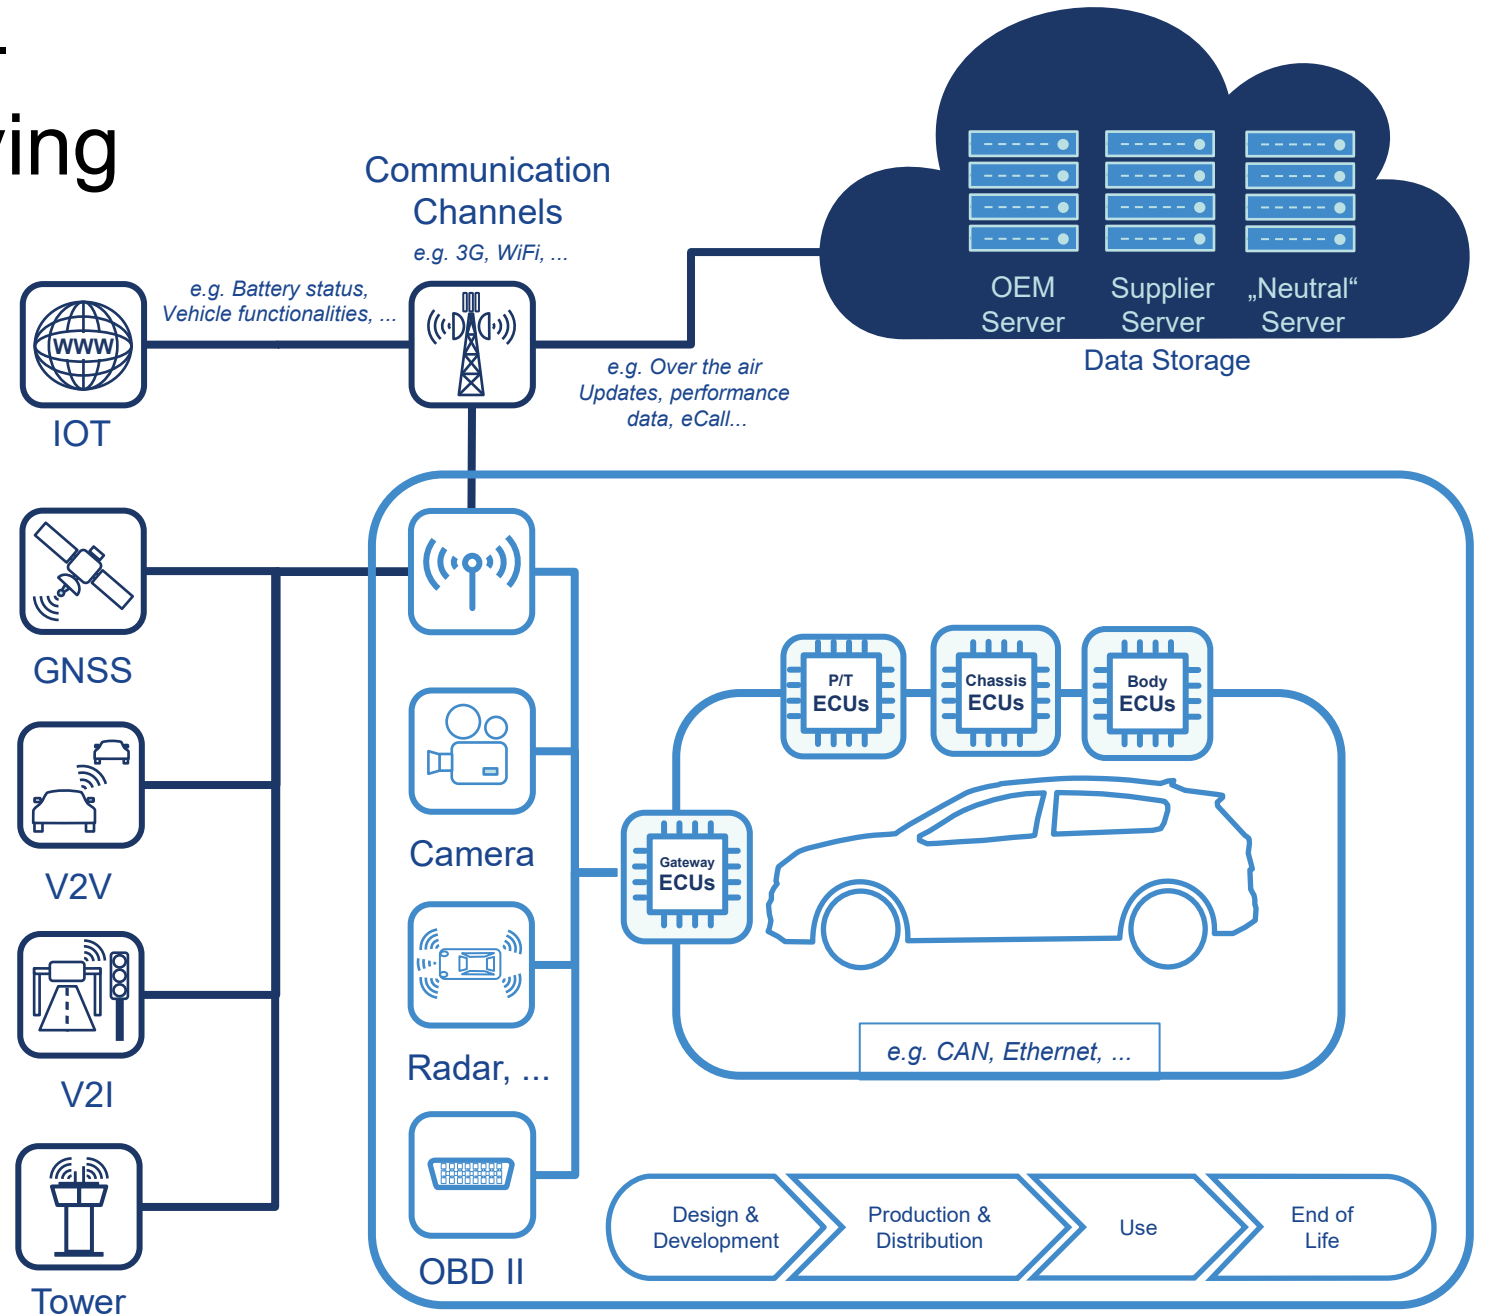 ving
Communication
Channels
e.g. 3G, WiFi, ...
OEM
Server
Supplier
Server
„Neutral“
Server
Data Storage
e.g. Battery status,
Vehicle functionalities, ...
e.g. Over the air
Updates, performance
data, eCall...
WWW
IOT
GNSS
V2V
V2I
Tower
Camera
Radar, ...
OBD II
P/T
ECUs
Chassis
ECUs
Body
ECUs
Gateway
ECUs
e.g. CAN, Ethernet, ...
Design &
Development
Production &
Distribution
Use
End of
Life